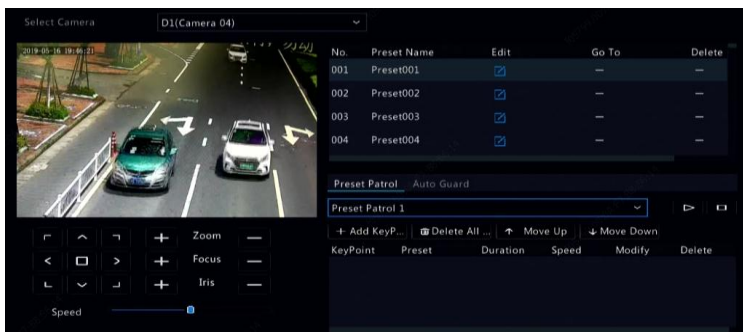 Select Camera
D1(Camera 04)
2019-05-16 19:46:21
No. Preset Name Edit Go To Delete
001 Preset001
002 Preset002
003 Preset003
004 Preset004
Preset Patrol Auto Guard
Preset Patrol 1
+ Add KeyP... Delete All ... Move Up Move Down
KeyPoint Preset Duration Speed Modify Delete
Zoom
Focus
Iris
Speed